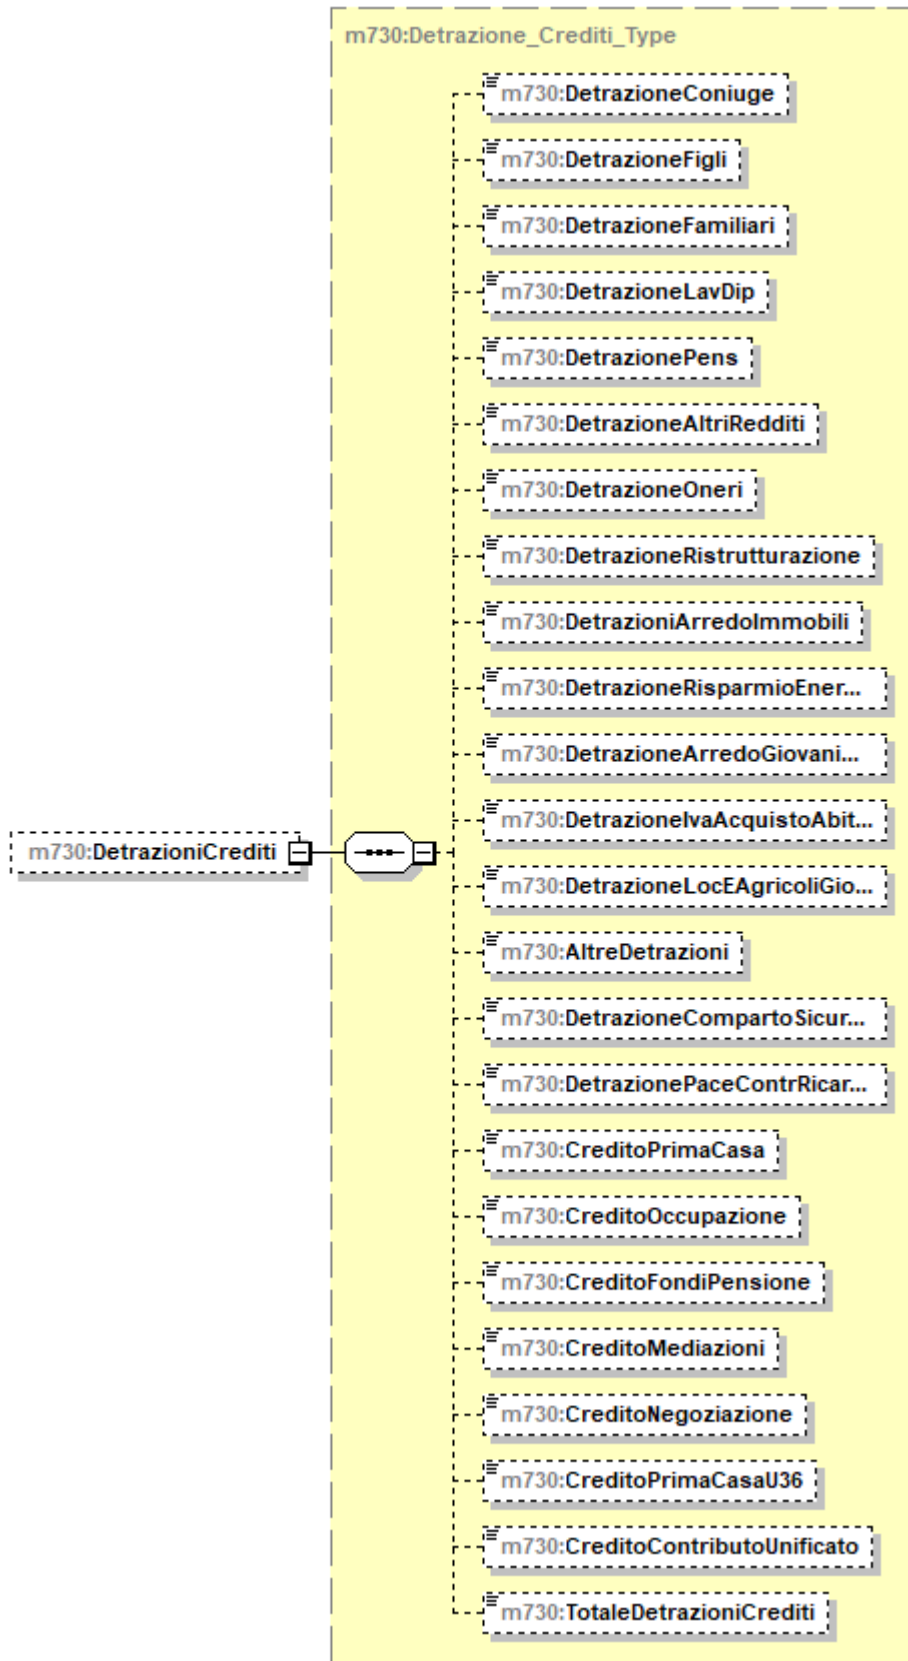 m730:Detrazione_Crediti_Type
m730:DetrazioneConiuge
m730:DetrazioneFigli
m730:DetrazioneFamiliari
m730:DetrazioneLavDip
m730:DetrazionePens
m730:DetrazioneAltriRedditi
m730:DetrazioneOneri
m730:DetrazioneRistrutturazione
m730:DetrazioniArredoImmobili
m730:DetrazioneRisparmioEner...
m730:DetrazioneArredoGiovani...
m730:DetrazioneIvaAcquistoAbit...
m730:DetrazioniCrediti
m730:DetrazioneLocEAgricoliGio...
m730:AltreDetrazioni
m730:DetrazioneCompartoSicur...
m730:DetrazionePaceContrRicar...
m730:CreditoPrimaCasa
m730:CreditoOccupazione
m730:CreditoFondiPensione
m730:CreditoMediazioni
m730:CreditoNegoziazione
m730:CreditoPrimaCasaU36
m730:CreditoContributoUnificato
m730:TotaleDetrazioniCrediti